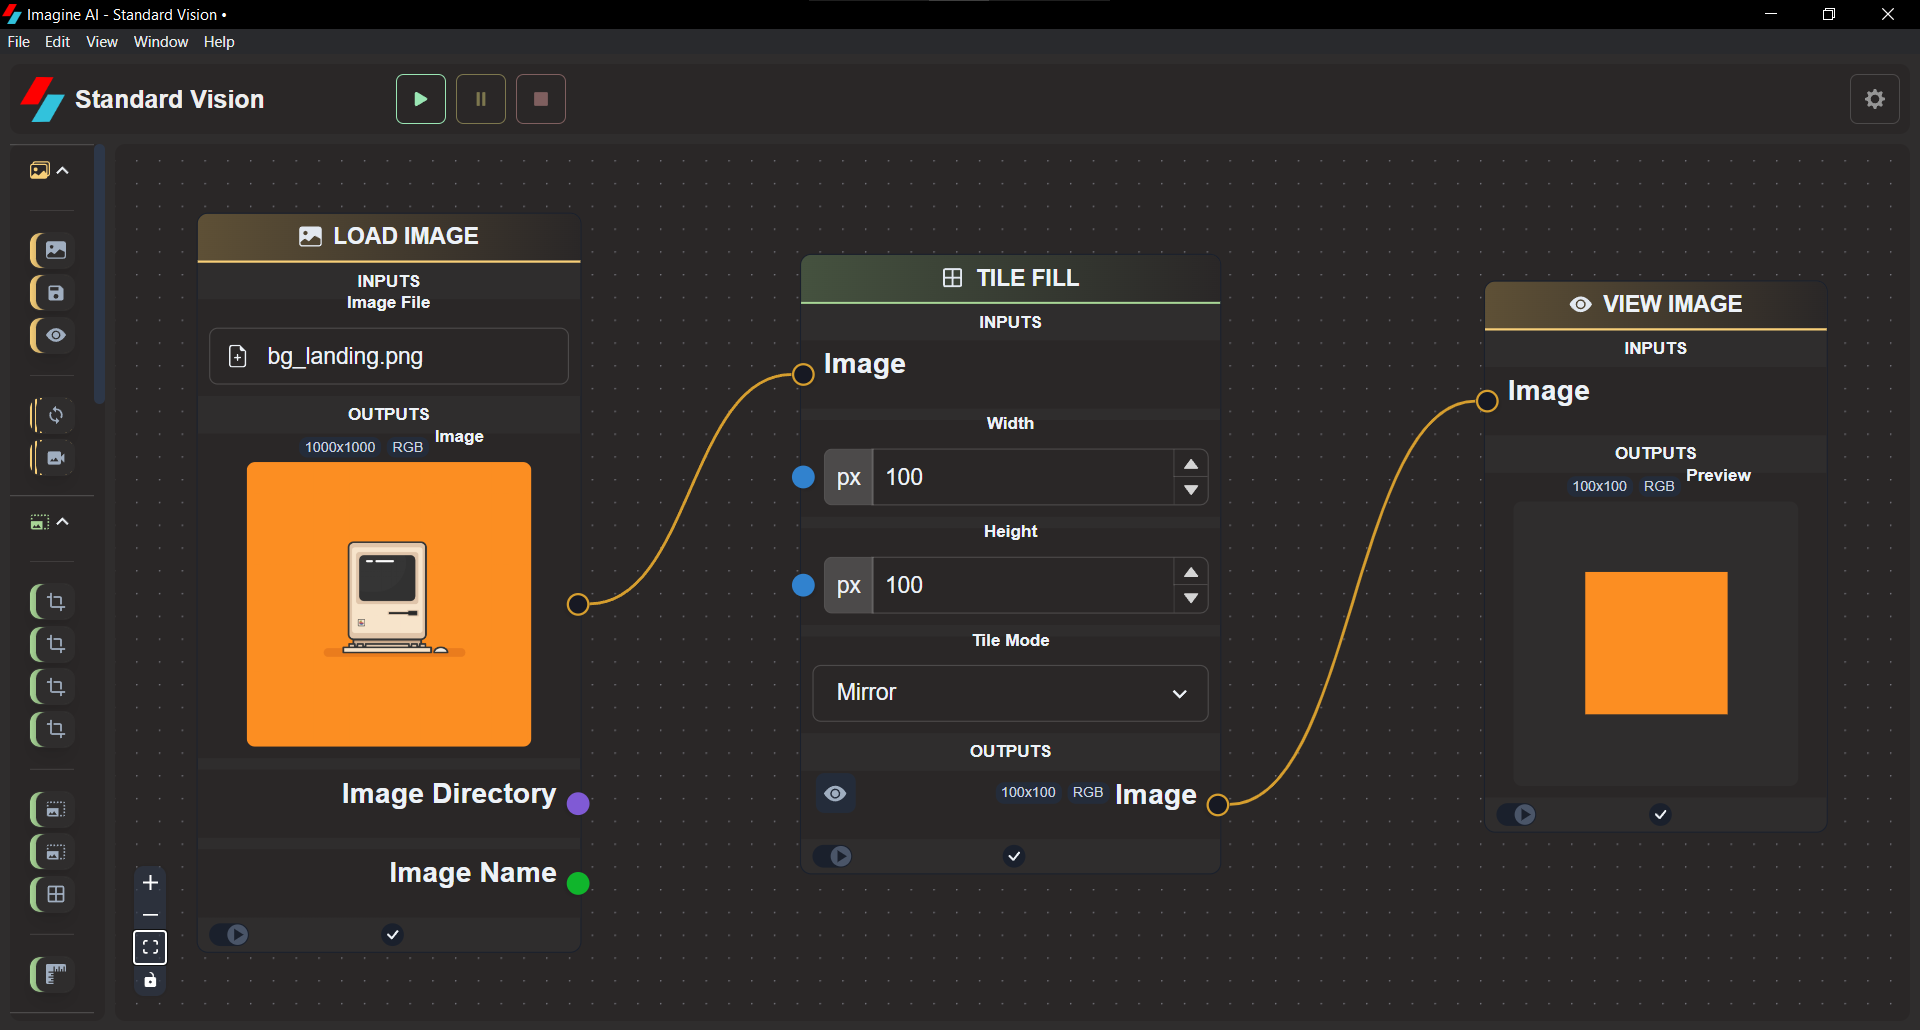 Imagine AI - Standard Vision •
File Edit View Window Help
Standard Vision
LOAD IMAGE
INPUTS
Image File
bg_landing.png
OUTPUTS
1000x1000 RGB Image
Image Directory
Image Name
TILE FILL
INPUTS
Image
Width
px 100
Height
px 100
Tile Mode
Mirror
OUTPUTS
100x100 RGB Image
VIEW IMAGE
INPUTS
Image
OUTPUTS
100x100 RGB Preview